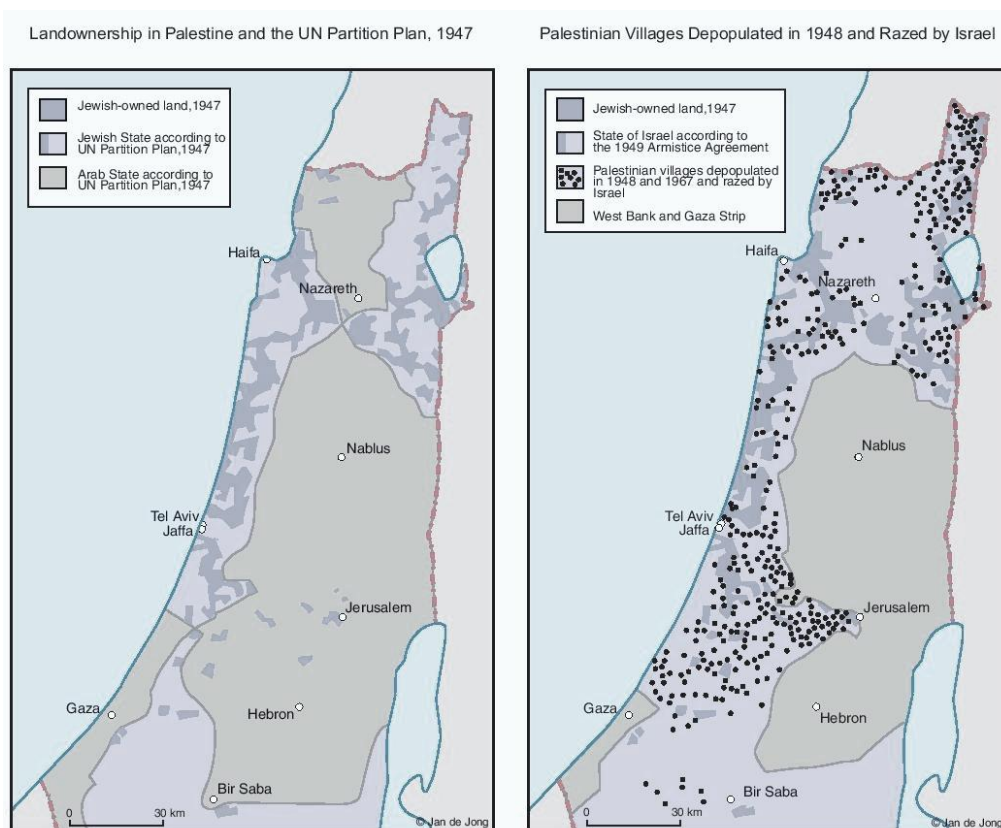 Landownership in Palestine and the UN Partition Plan, 1947
Jewish-owned land,1947
Jewish State according to
UN Partition Plan,1947
Arab State according to
UN Partition Plan,1947
Haifa
Nazareth
Nablus
Tel Aviv
Jaffa
Jerusalem
Gaza
Hebron
Bir Saba
0 30 km
© Jan de Jong
Palestinian Villages Depopulated in 1948 and Razed by Israel
Jewish-owned land,1947
State of Israel according to
the 1949 Armistice Agreement
Palestinian villages depopulated
in 1948 and 1967 and razed by
Israel
West Bank and Gaza Strip
Haifa
Nazareth
Nablus
Tel Aviv
Jaffa
Jerusalem
Gaza
Hebron
Bir Saba
0 30 km
© Jan de Jong